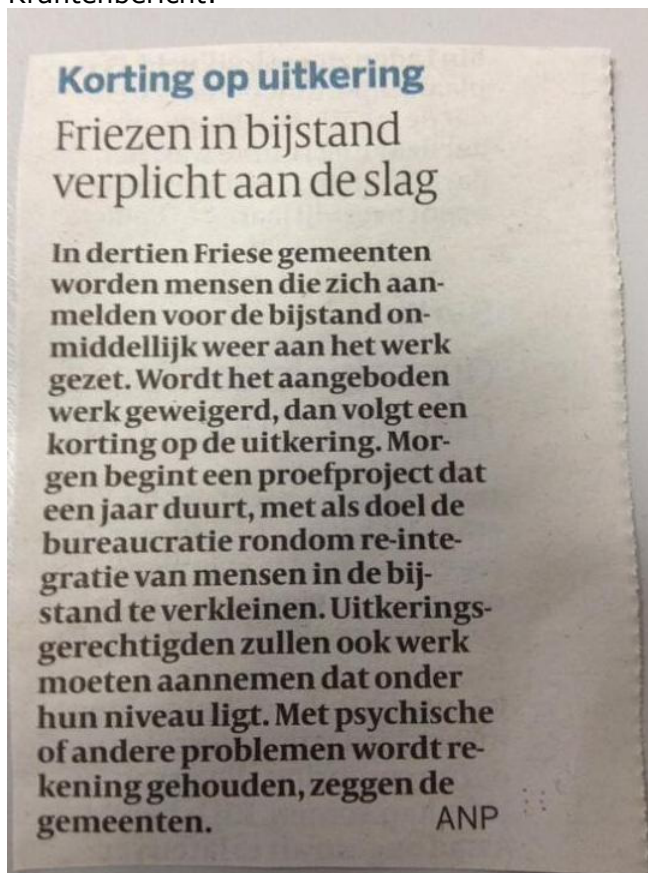 Krantenbericht:
Korting op uitkering
Friezen in bijstand
verplicht aan de slag
In dertien Friese gemeenten
worden mensen die zich aan-
melden voor de bijstand on-
middellijk weer aan het werk
gezet. Wordt het aangeboden
werk geweigerd, dan volgt een
korting op de uitkering. Mor-
gen begint een proefproject dat
een jaar duurt, met als doel de
bureaucratie rondom re-inte-
gratie van mensen in de bij-
stand te verkleinen. Uitkerings-
gerechtigden zullen ook werk
moeten aannemen dat onder
hun niveau ligt. Met psychische
of andere problemen wordt re-
kening gehouden, zeggen de
gemeenten. ANP